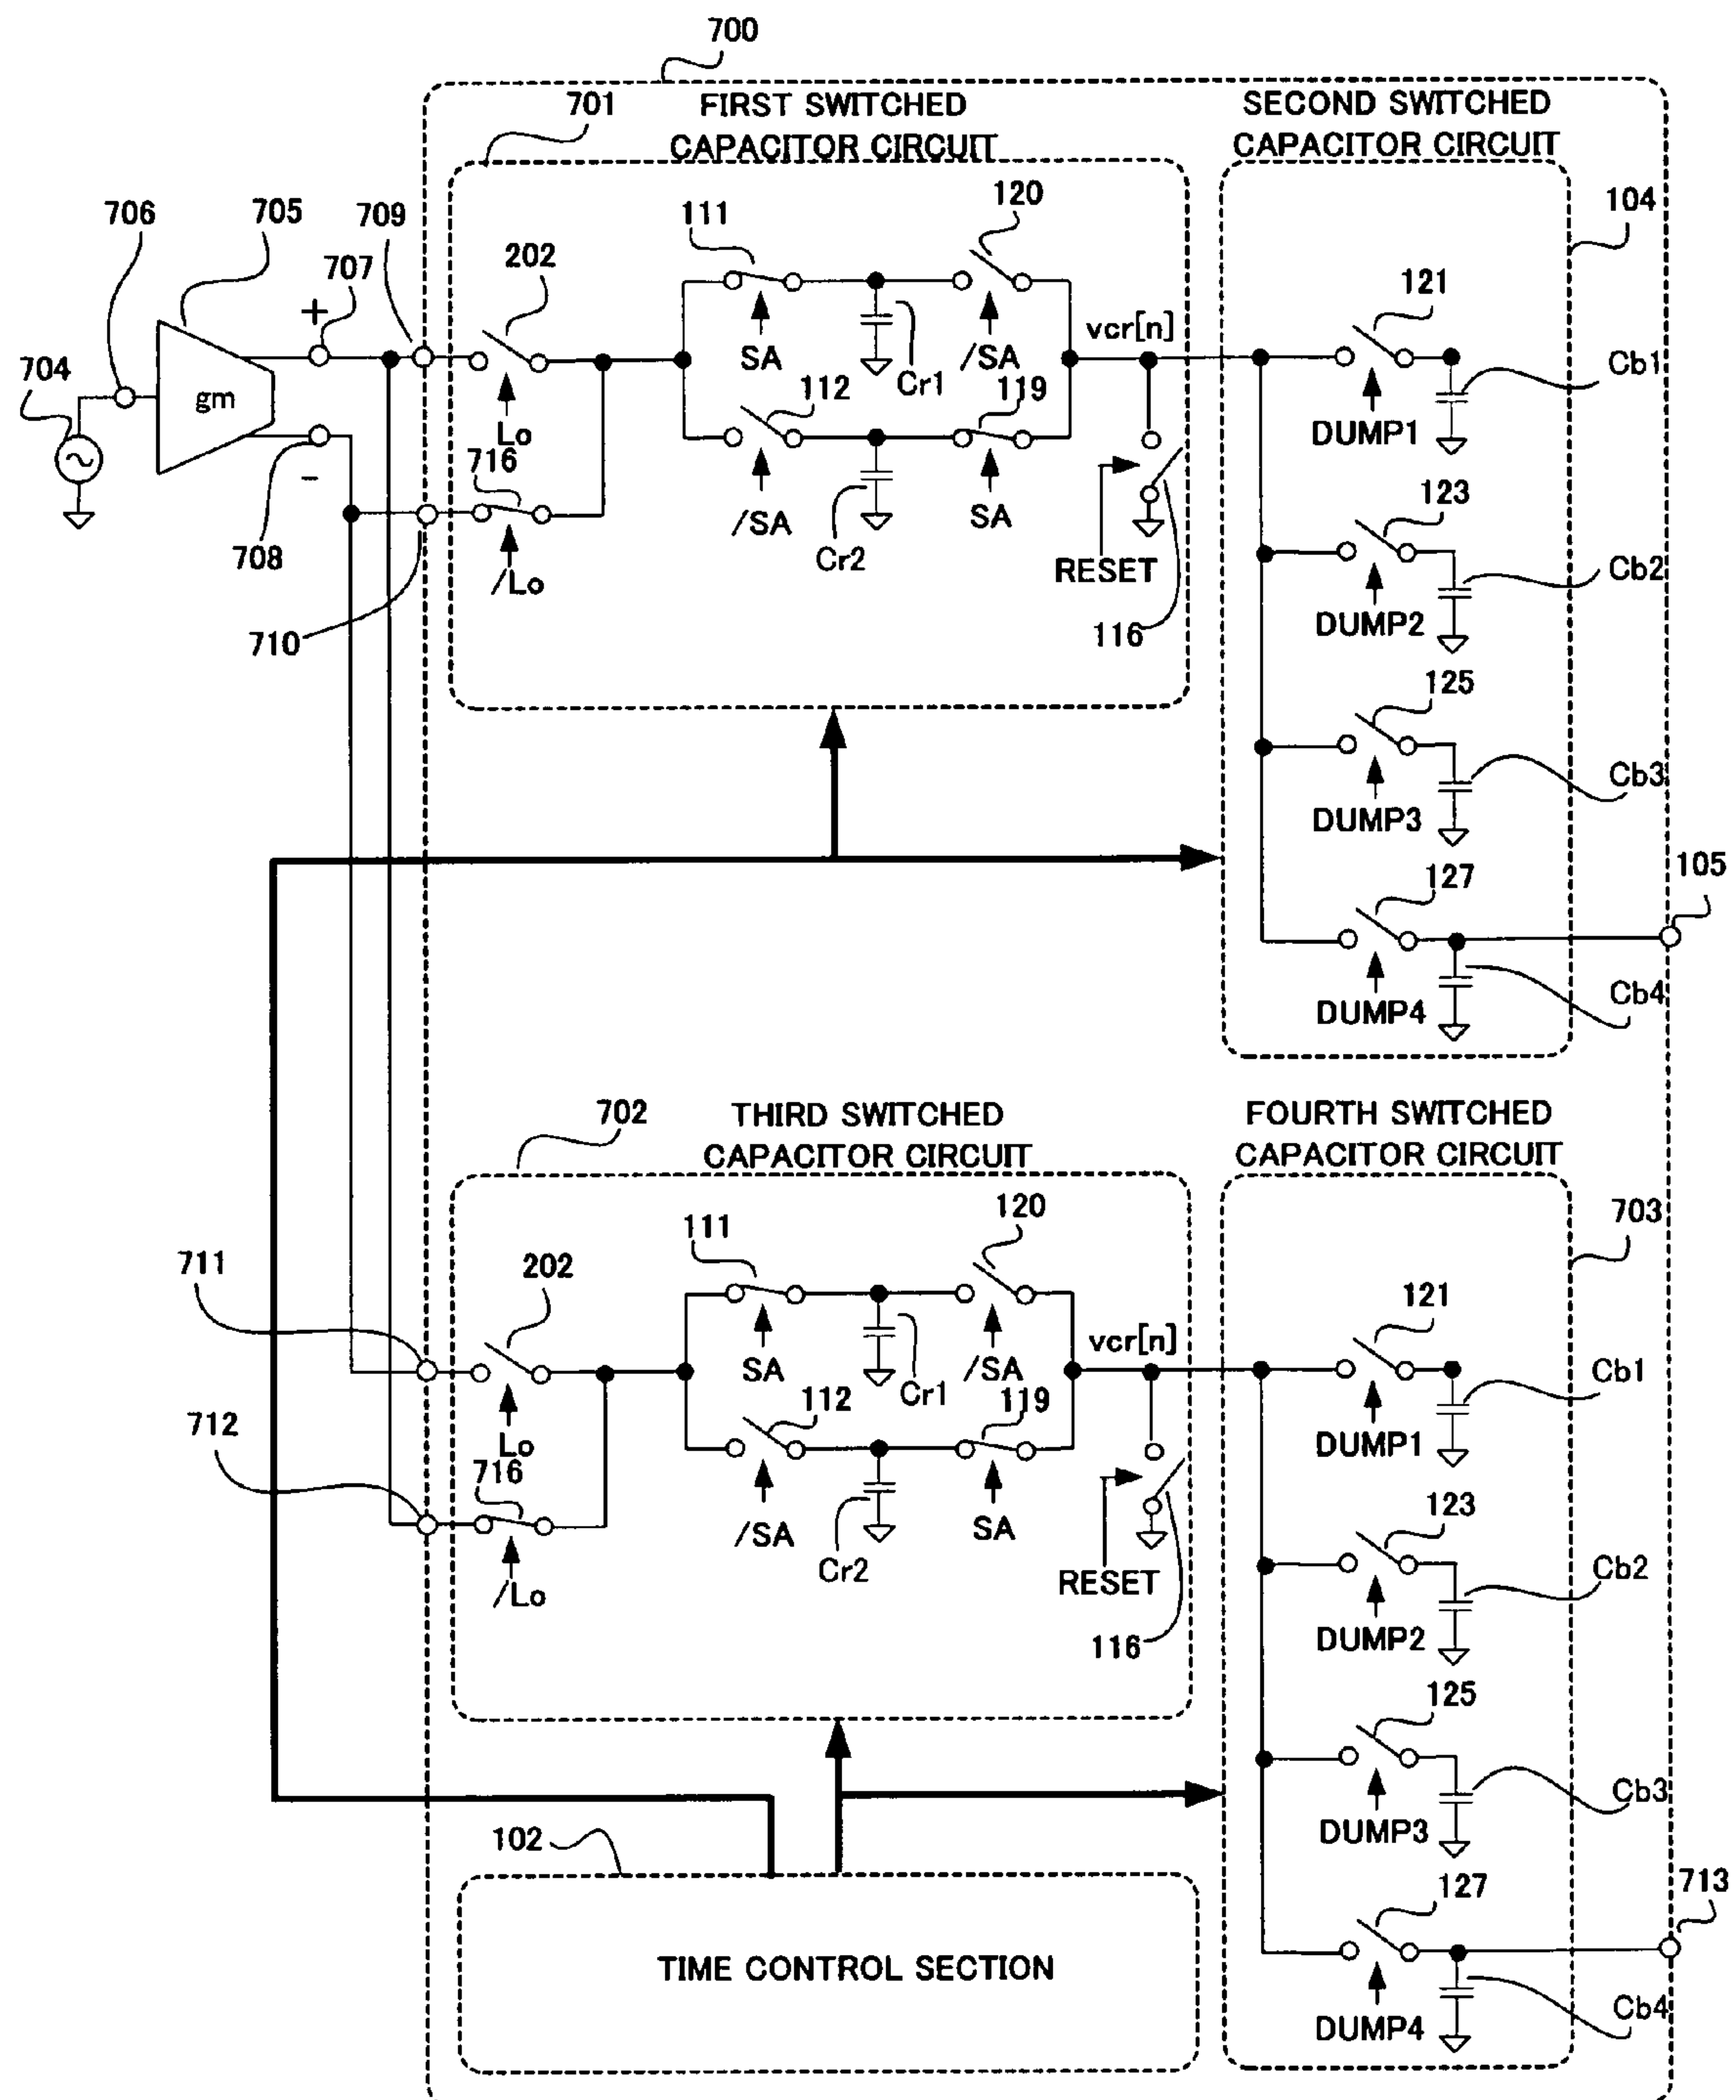 700
701
FIRST SWITCHED
CAPACITOR CIRCUIT
SECOND SWITCHED
CAPACITOR CIRCUIT
706
705
709
707
704
+
gm
-
708
710
202
Lo
716
/Lo
111
SA
120
/SA
Cr1
112
/SA
119
SA
Cr2
vcr[n]
RESET
116
104
121
DUMP1
Cb1
123
DUMP2
Cb2
125
DUMP3
Cb3
127
DUMP4
Cb4
105
702
THIRD SWITCHED
CAPACITOR CIRCUIT
FOURTH SWITCHED
CAPACITOR CIRCUIT
711
712
202
Lo
716
/Lo
111
SA
120
/SA
Cr1
112
/SA
119
SA
Cr2
vcr[n]
RESET
116
703
121
DUMP1
Cb1
123
DUMP2
Cb2
125
DUMP3
Cb3
127
DUMP4
Cb4
713
102
TIME CONTROL SECTION